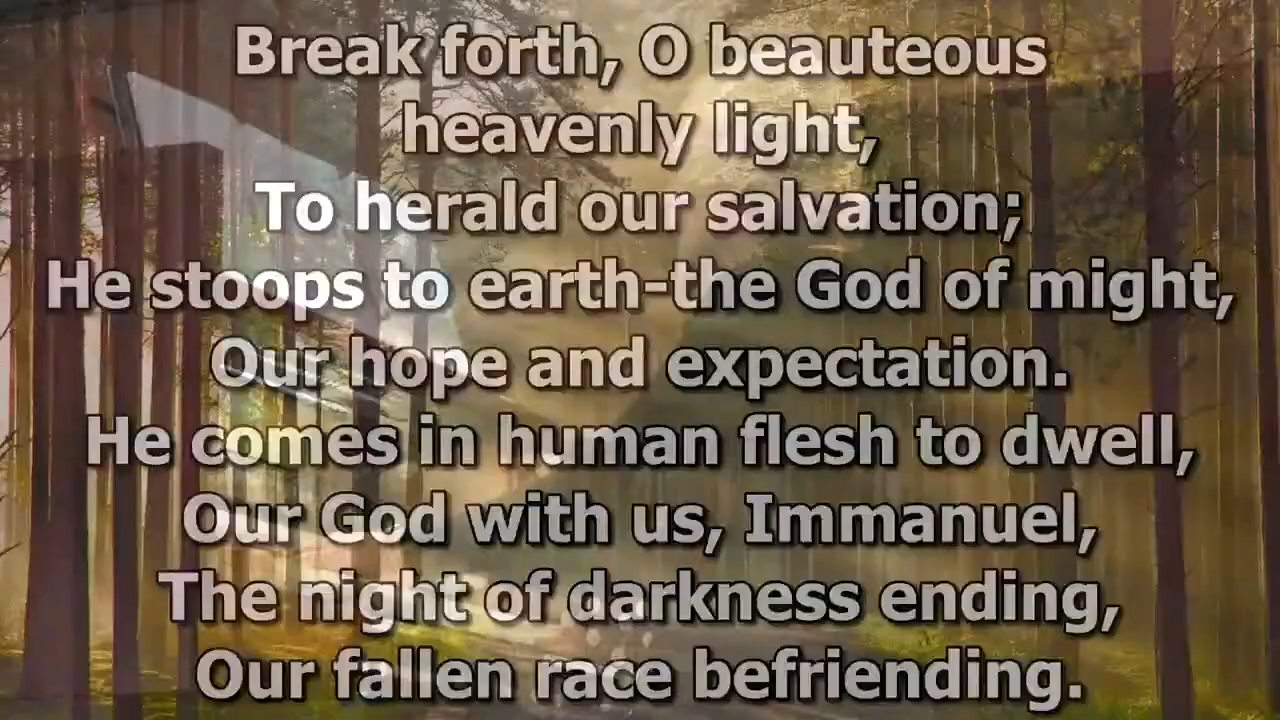 Break forth, O beauteous
heavenly light,
To herald our salvation;
He stoops to earth-the God of might,
Our hope and expectation.
He comes in human flesh to dwell,
Our God with us, Immanuel,
The night of darkness ending,
Our fallen race befriending.